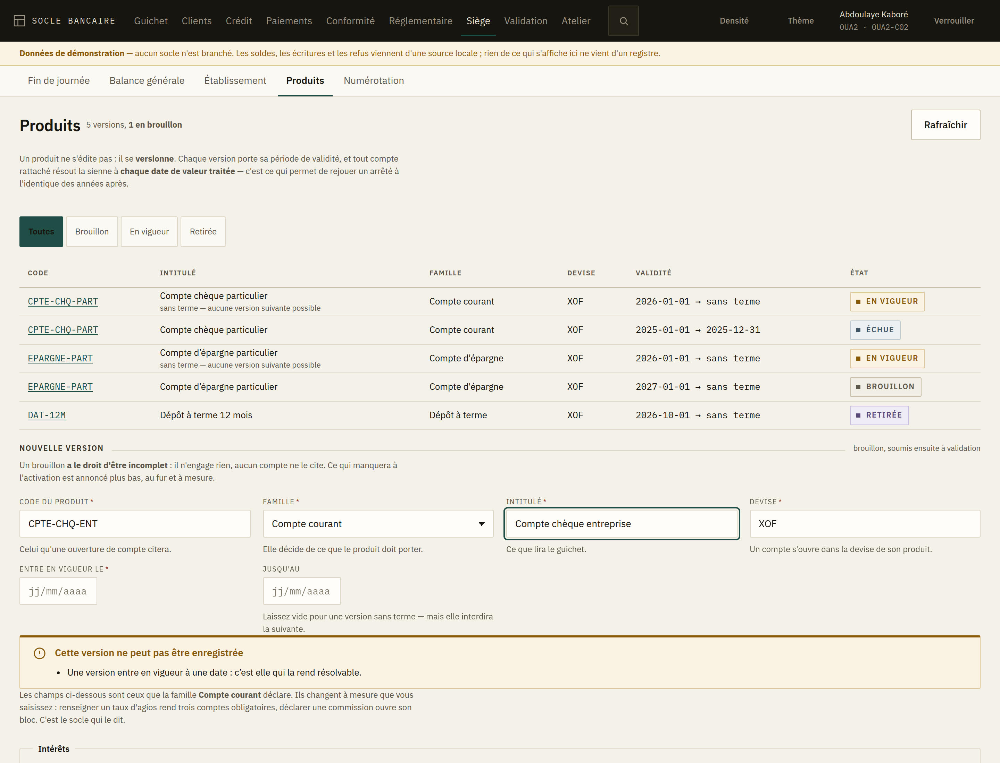 SOCLE BANCAIRE Guichet Clients Crédit Paiements Conformité Réglementaire Siège Validation Atelier Densité Thème Abdoulaye Kaboré Verrouiller
OUA2 · OUA2-C02
Données de démonstration — aucun socle n'est branché. Les soldes, les écritures et les refus viennent d'une source locale ; rien de ce qui s'affiche ici ne vient d'un registre.
Fin de journée Balance générale Établissement Produits Numérotation
Produits 5 versions, 1 en brouillon Rafraîchir
Un produit ne s'édite pas : il se versionne. Chaque version porte sa période de validité, et tout compte
rattaché résout la sienne à chaque date de valeur traitée — c'est ce qui permet de rejouer un arrêté à
l'identique des années après.
Toutes Brouillon En vigueur Retirée
CODE INTITULÉ FAMILLE DEVISE VALIDITÉ ÉTAT
CPTE-CHQ-PART Compte chèque particulier Compte courant XOF 2026-01-01 → sans terme EN VIGUEUR
sans terme — aucune version suivante possible
CPTE-CHQ-PART Compte chèque particulier Compte courant XOF 2025-01-01 → 2025-12-31 ÉCHUE
EPARGNE-PART Compte d’épargne particulier Compte d'épargne XOF 2026-01-01 → sans terme EN VIGUEUR
sans terme — aucune version suivante possible
EPARGNE-PART Compte d’épargne particulier Compte d'épargne XOF 2027-01-01 → sans terme BROUILLON
DAT-12M Dépôt à terme 12 mois Dépôt à terme XOF 2026-10-01 → sans terme RETIRÉE
NOUVELLE VERSION brouillon, soumis ensuite à validation
Un brouillon a le droit d'être incomplet : il n'engage rien, aucun compte ne le cite. Ce qui manquera à
l'activation est annoncé plus bas, au fur et à mesure.
CODE DU PRODUIT * FAMILLE * INTITULÉ * DEVISE *
CPTE-CHQ-ENT Compte courant Compte chèque entreprise XOF
Celui qu'une ouverture de compte citera. Elle décide de ce que le produit doit porter. Ce que lira le guichet. Un compte s'ouvre dans la devise de son produit.
ENTRE EN VIGUEUR LE * JUSQU'AU
jj/mm/aaaa jj/mm/aaaa
Laissez vide pour une version sans terme — mais elle interdira
la suivante.
Cette version ne peut pas être enregistrée
• Une version entre en vigueur à une date : c’est elle qui la rend résolvable.
Les champs ci-dessous sont ceux que la famille Compte courant déclare. Ils changent à mesure que vous
saisissez : renseigner un taux d'agios rend trois comptes obligatoires, déclarer une commission ouvre son
bloc. C'est le socle qui le dit.
Intérêts